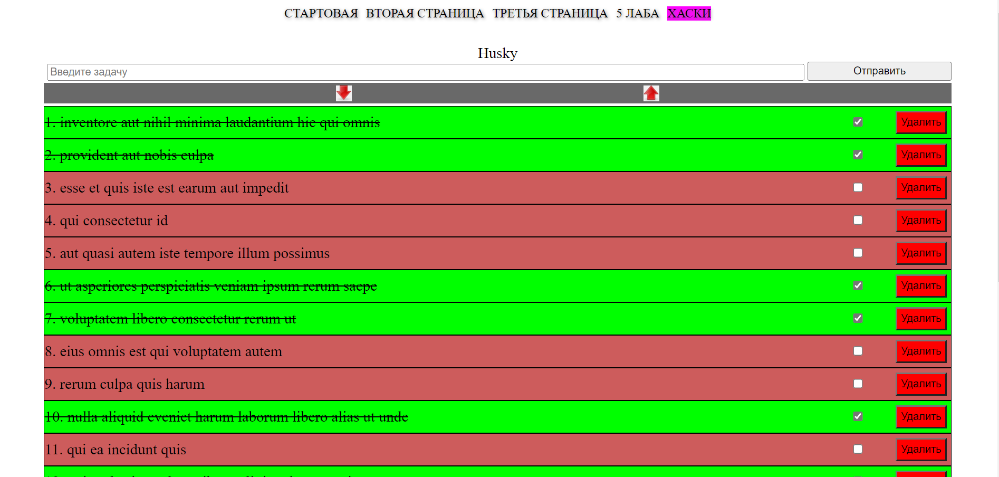 СТАРТОВАЯ ВТОРАЯ СТРАНИЦА ТРЕТЬЯ СТРАНИЦА 5 ЛАБА ХАСКИ
Husky
Введите задачу Отправить
1. inventore aut nihil minima laudantium hic qui omnis Удалить
2. provident aut nobis culpa Удалить
3. esse et quis iste est earum aut impedit Удалить
4. qui consectetur id Удалить
5. aut quasi autem iste tempore illum possimus Удалить
6. ut asperiores perspiciatis veniam ipsum rerum saepe Удалить
7. voluptatem libero consectetur rerum ut Удалить
8. eius omnis est qui voluptatem autem Удалить
9. rerum culpa quis harum Удалить
10. nulla aliquid eveniet harum laborum libero alias ut unde Удалить
11. qui ea incidunt quis Удалить